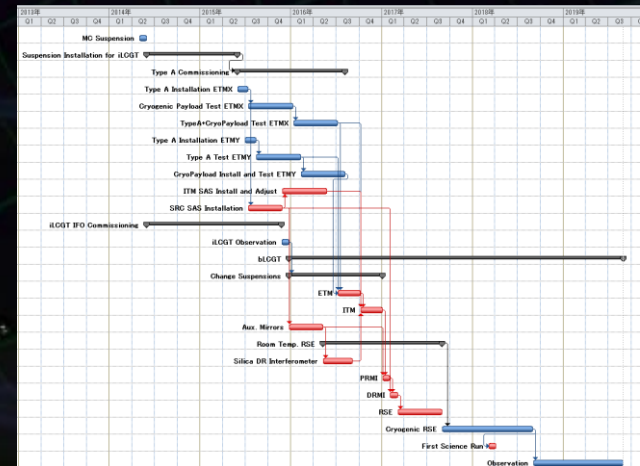 2013年 2014年 2015年 2016年 2017年 2018年 2019年
Q1 Q2 Q3 Q4 Q1 Q2 Q3 Q4 Q1 Q2 Q3 Q4 Q1 Q2 Q3 Q4 Q1 Q2 Q3 Q4 Q1 Q2 Q3 Q4 Q1 Q2 Q3
MC Suspension
Suspension Installation for iLCGT
Type A Commissioning
Type A Installation ETMX
Cryogenic Payload Test ETMX
TypeA+CryoPayload Test ETMX
Type A Installation ETMY
Type A Test ETMY
CryoPayload Install and Test ETMY
ITM SAS Install and Adjust
SRC SAS Installation
iLCGT IFO Commissioning
iLCGT Observation
bLCGT
Change Suspensions
ETM
ITM
Aux. Mirrors
Room Temp. RSE
Silica DR Interferometer
PRMI
DRMI
RSE
Cryogenic RSE
First Science Run
Observation